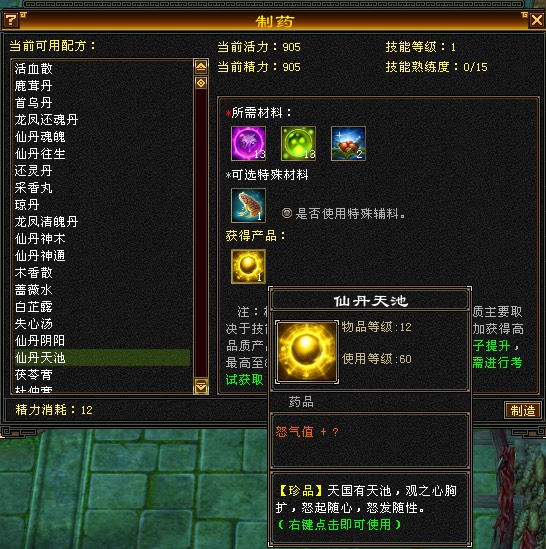 ?
制药
当前可用配方：
当前活力：905
技能等级：1
当前精力：905
技能熟练度：0/15
活血散
鹿茸丹
首乌丹
龙凤还魂丹
仙丹魂魄
仙丹往生
还灵丹
采香丸
琼丹
龙凤清魄丹
仙丹神木
仙丹神通
木香散
蔷薇水
白芷露
失心汤
仙丹阴阳
仙丹天池
茯苓膏
杜仲膏
*所需材料：
13
13
2
*可选特殊材料
1
是否使用特殊辅料。
获得产品：
1
注：
质主要取
决于技
加获得高
品质产
子提升，
最高至
需进行考
试获取
仙丹天池
物品等级：12
使用等级：60
药品
怒气值 + ?
【珍品】天国有天池，观之心胸
扩，怒起随心，怒发随性。
（右键点击即可使用）
精力消耗：12
制造